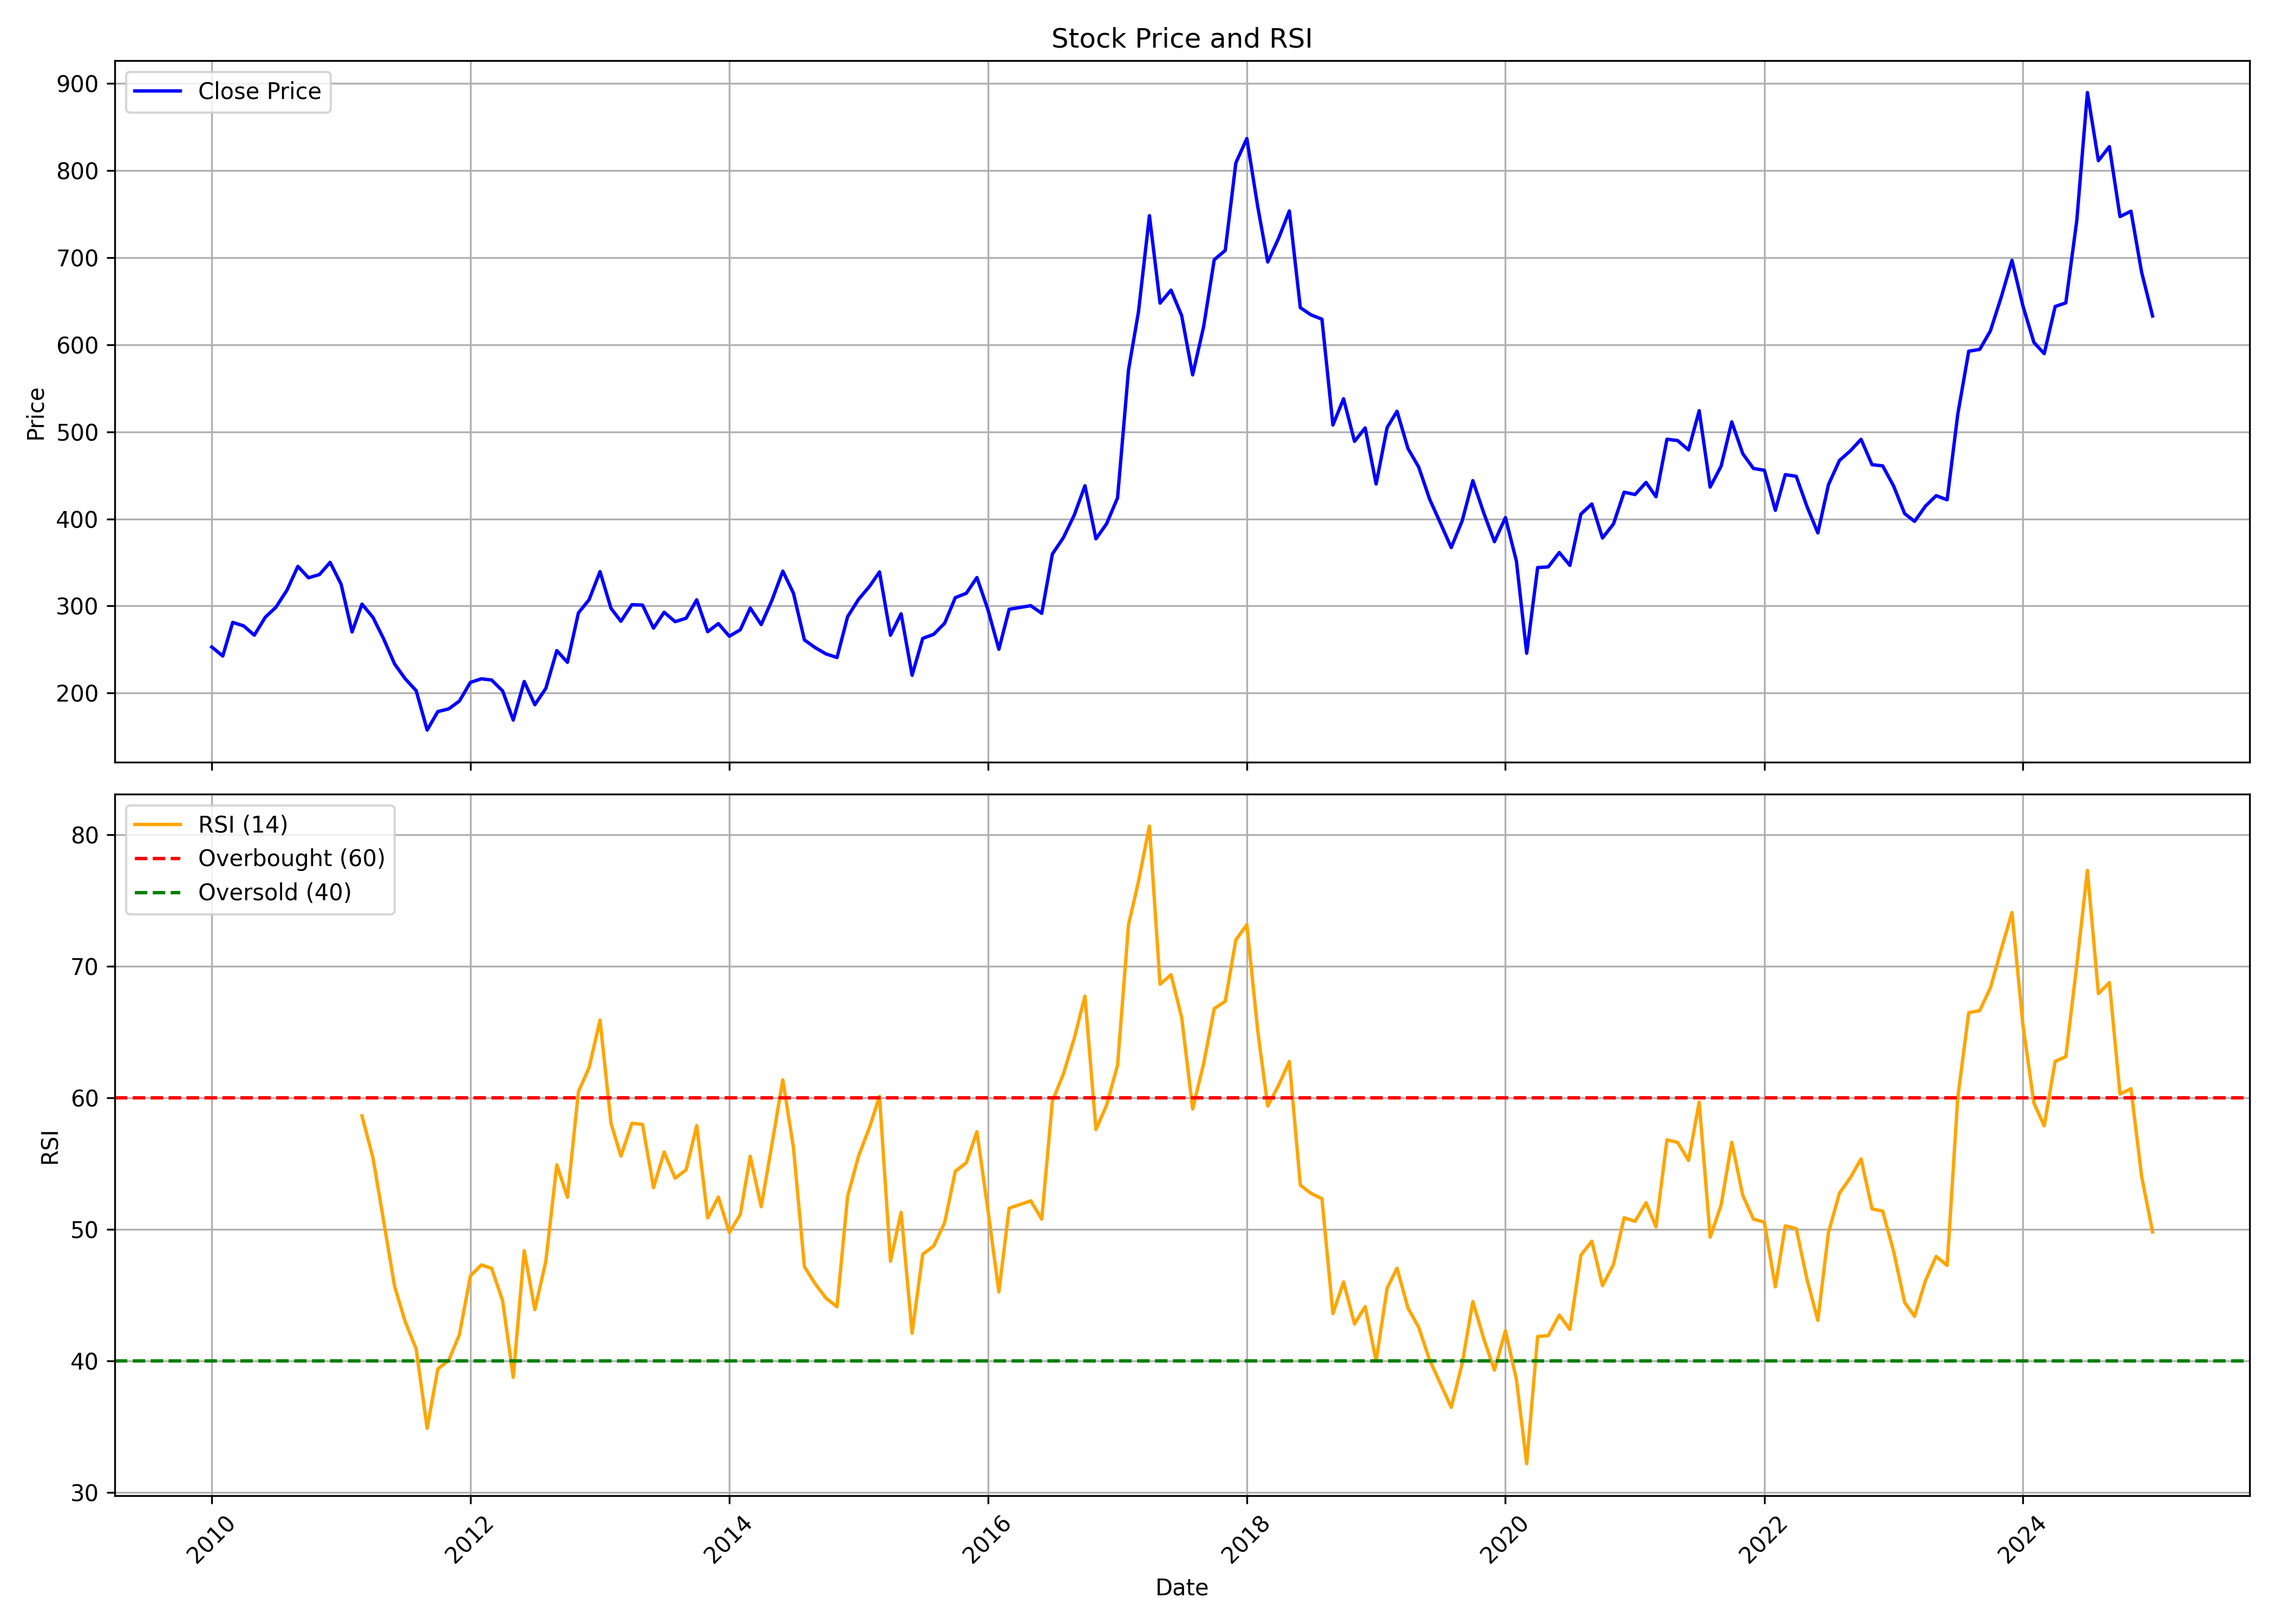 Stock Price and RSI
900
800
700
600
500
400
300
200
Price
Close Price
80
70
60
50
40
30
RSI
RSI (14)
Overbought (60)
Oversold (40)
2010
2012
2014
2016
2018
2020
2022
2024
Date